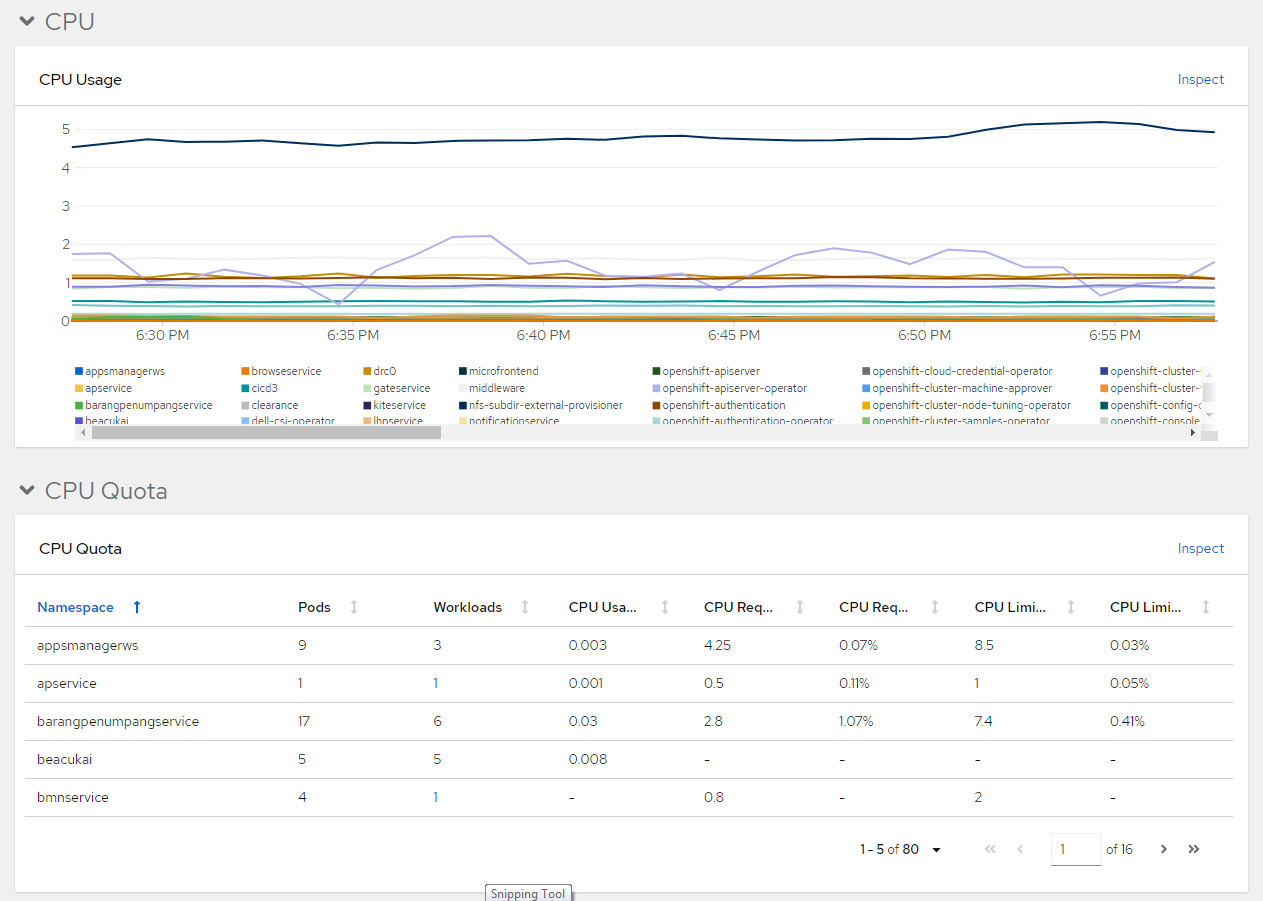 CPU
CPU Usage Inspect
5
4
3
2
1
0
6:30 PM 6:35 PM 6:40 PM 6:45 PM 6:50 PM 6:55 PM
appsmanagerws browseservice drc0 microfrontend openshift-apiserver openshift-cloud-credential-operator openshift-cluster-
apservice cicd3 gateservice middleware openshift-apiserver-operator openshift-cluster-machine-approver openshift-cluster-
barangpenumpangservice clearance kiteservice nfs-subdir-external-provisioner openshift-authentication openshift-cluster-node-tuning-operator openshift-config-
beacukai dell-csi-operator lhpservice notificationservice openshift-authentication-operator openshift-cluster-samples-operator openshift-console
CPU Quota
CPU Quota Inspect
Namespace Pods Workloads CPU Usa... CPU Req... CPU Req... CPU Limi... CPU Limi...
appsmanagerws 9 3 0.003 4.25 0.07% 8.5 0.03%
apservice 1 1 0.001 0.5 0.11% 1 0.05%
barangpenumpangservice 17 6 0.03 2.8 1.07% 7.4 0.41%
beacukai 5 5 0.008 - - - -
bmnservice 4 1 - 0.8 - 2 -
1 - 5 of 80 1 of 16
Snipping Tool